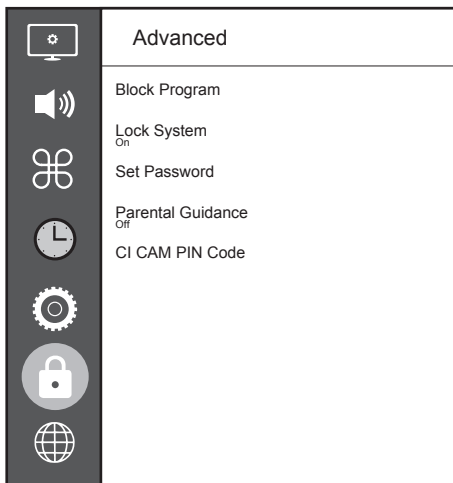 Advanced
Block Program
Lock System
On
Set Password
Parental Guidance
Off
CI CAM PIN Code